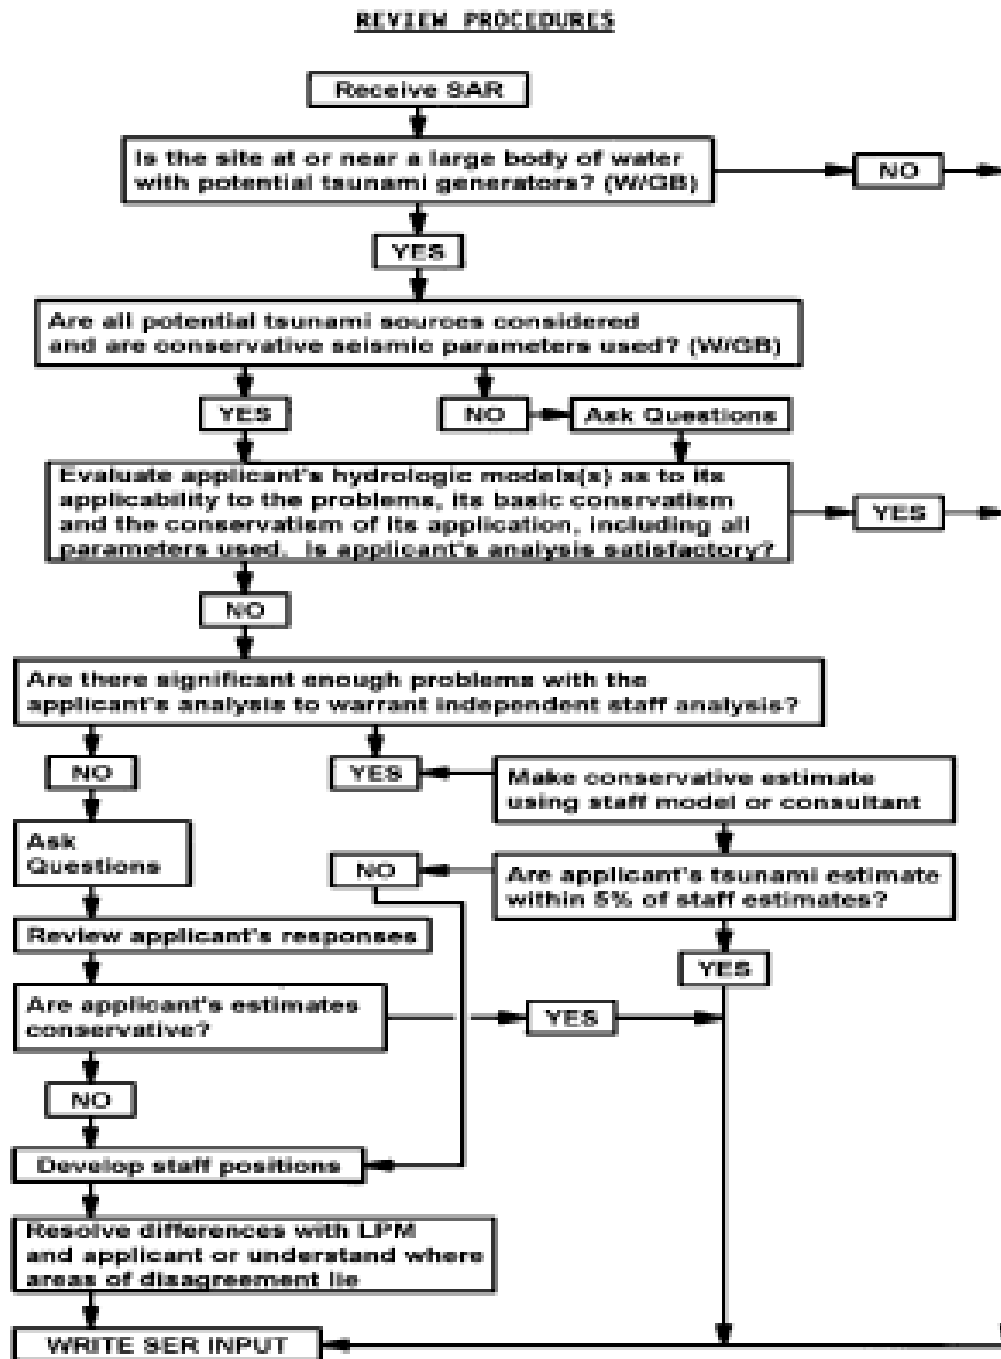 REVIEW PROCEDURES
Receive SAR
Is the site at or near a large body of water
with potential tsunami generators? (W/GB)
NO
YES
Are all potential tsunami sources considered
and are conservative seismic parameters used? (W/GB)
YES
NO
Ask Questions
Evaluate applicant's hydrologic models(s) as to its
applicability to the problems, its basic consrvatism
and the conservatism of its application, including all
parameters used. Is applicant's analysis satisfactory?
YES
NO
Are there significant enough problems with the
applicant's analysis to warrant independent staff analysis?
NO
YES
Make conservative estimate
using staff model or consultant
Ask
Questions
NO
Are applicant's tsunami estimate
within 5% of staff estimates?
Review applicant's responses
YES
Are applicant's estimates
conservative?
YES
NO
Develop staff positions
Resolve differences with LPM
and applicant or understand where
areas of disagreement lie
WRITE SER INPUT